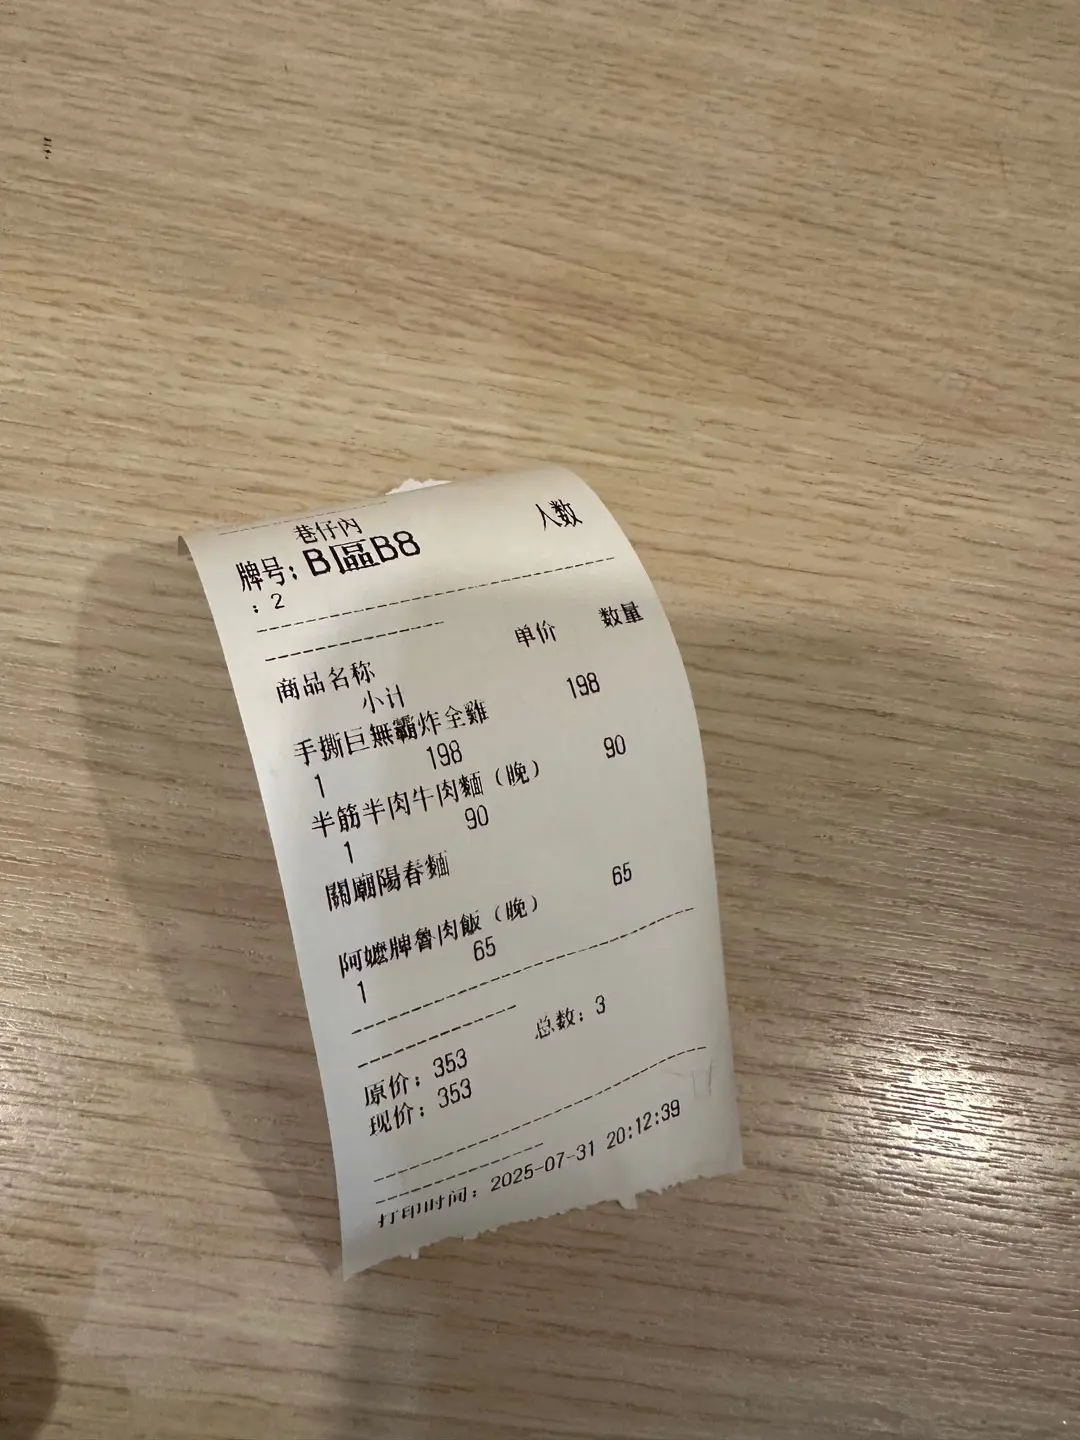 巷仔內
牌号：B區B8 人数
：2
商品名称 单价 数量
小计
手撕巨無霸炸全雞 198
1 198
半筋半肉牛肉麵（晚） 90
1 90
關廟陽春麵
阿嬤牌魯肉飯（晚） 65
1 65
总数：3
原价：353
现价：353
打印时间：2025-07-31 20:12:39